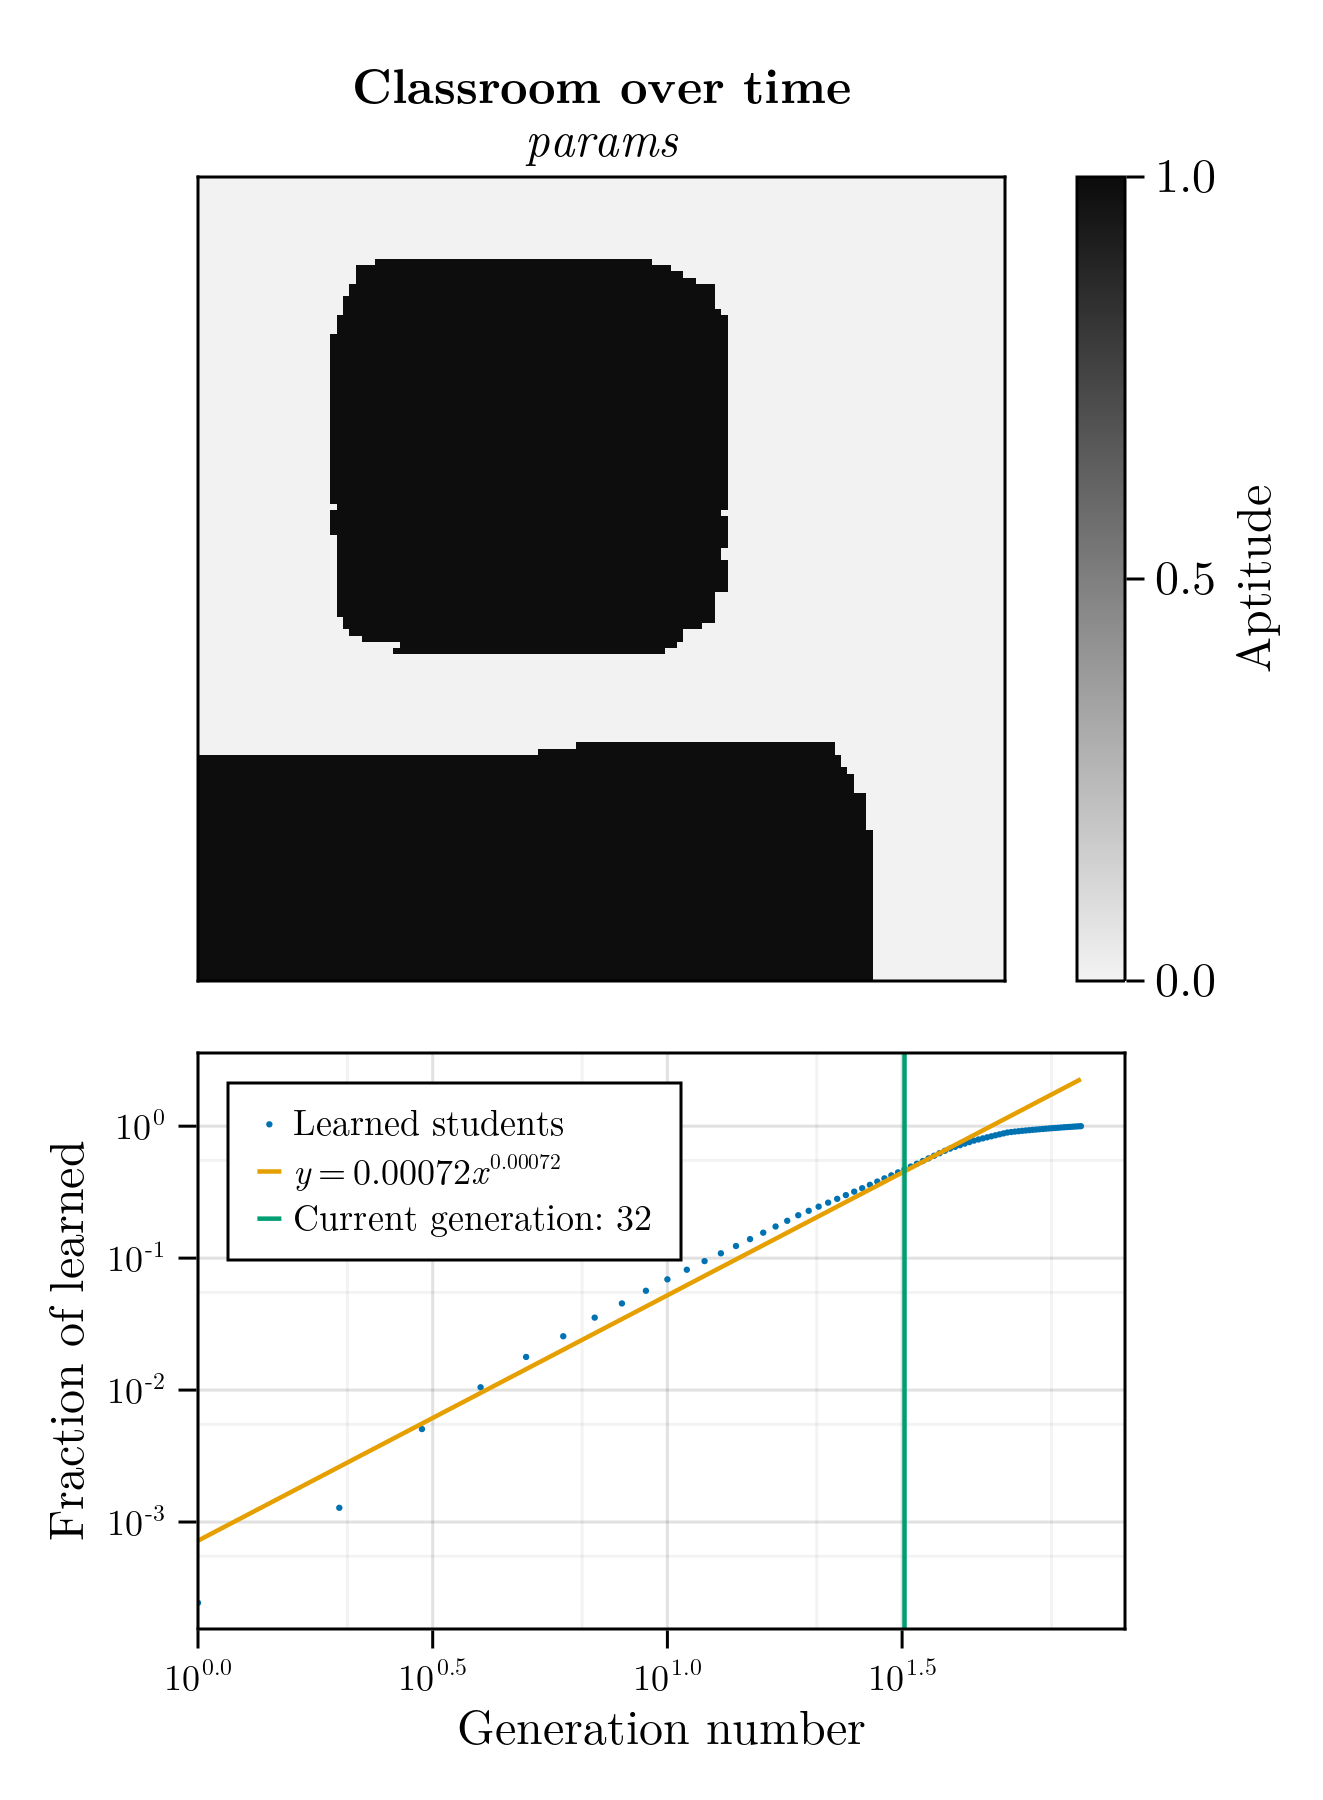 Classroom over time
params
1.0
0.5
0.0
Aptitude
Learned students
y = 0.00072x^0.00072
Current generation: 32
10^0
10^-1
10^-2
10^-3
Fraction of learned
10^0.0 10^0.5 10^1.0 10^1.5
Generation number